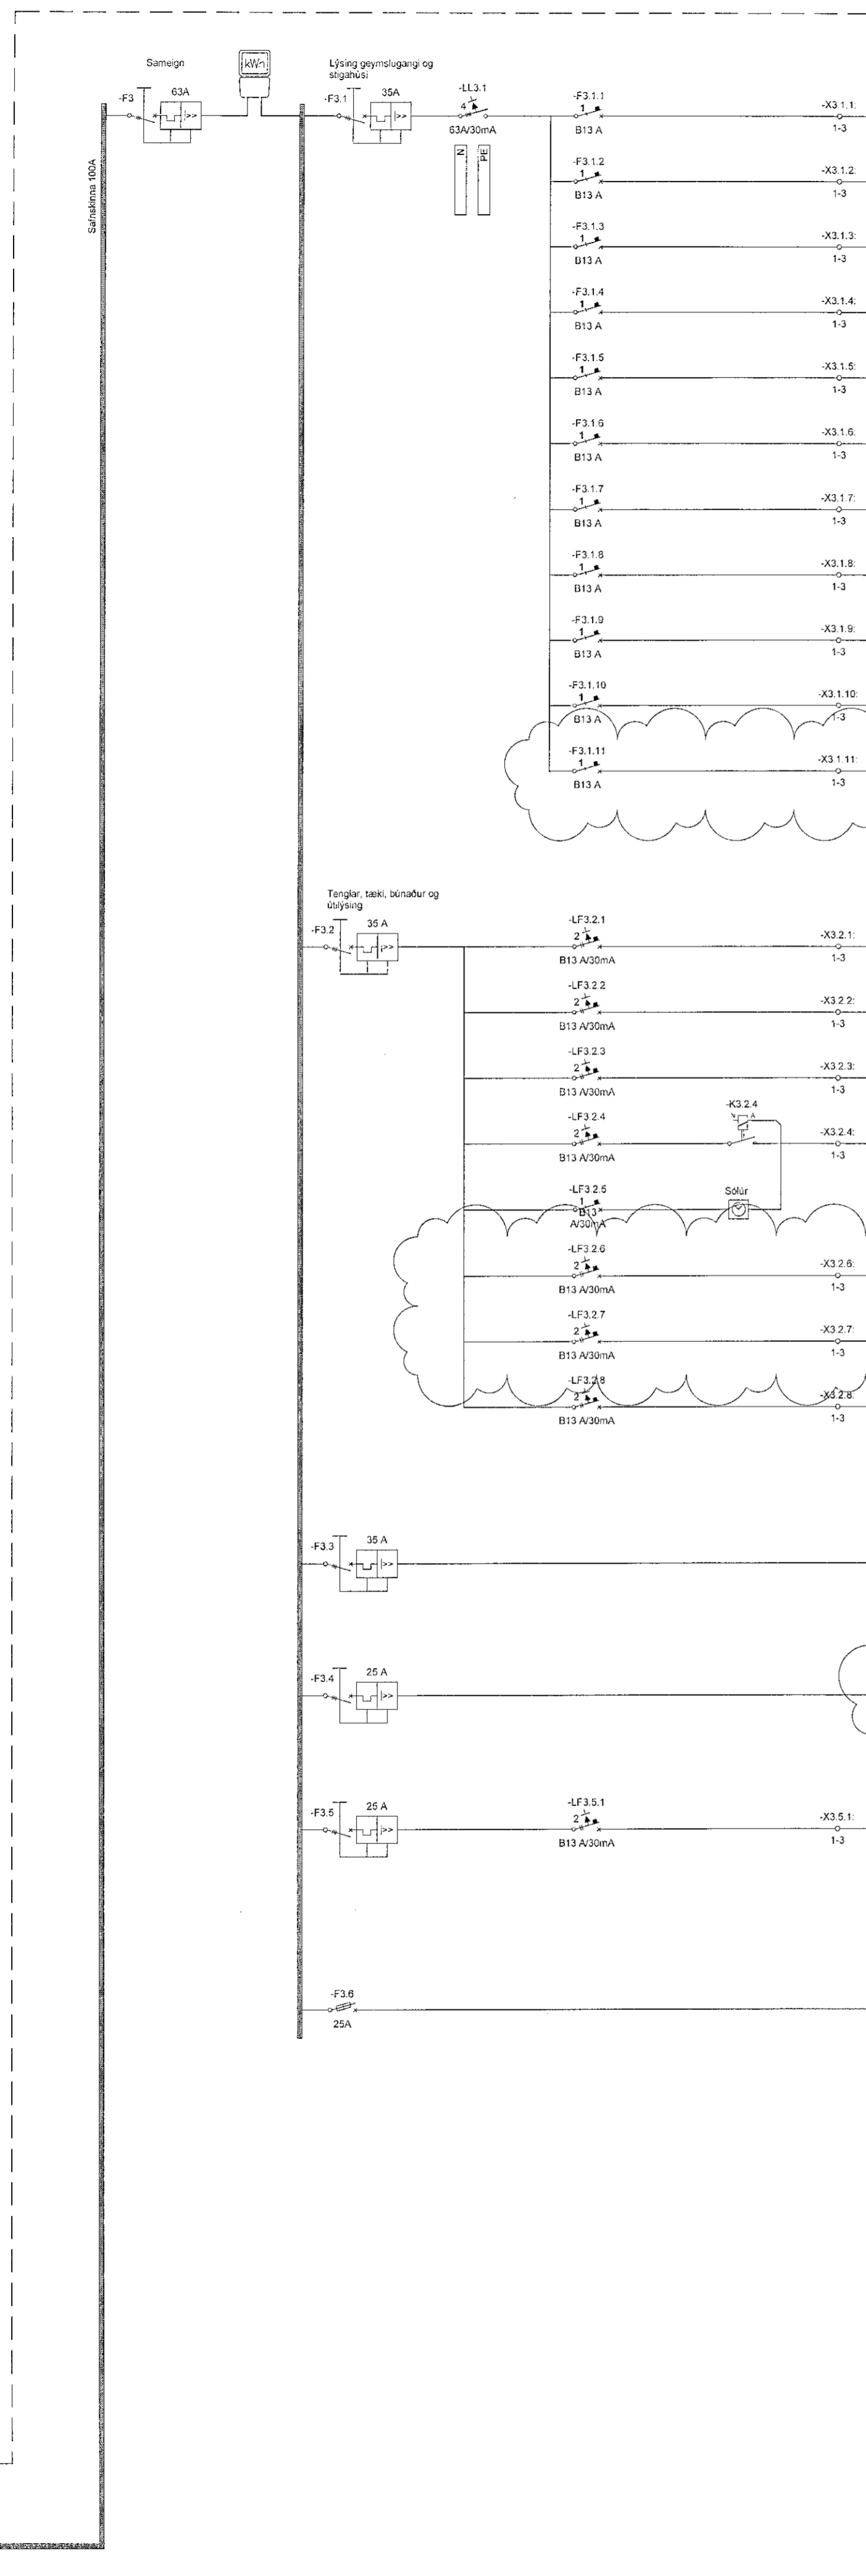 Sameign
kWh
Lýsing geymslugangi og
stigahúsi
-F3
63A
-F3.1
35A
-LL3.1
4
63A/30mA
N
PE
Safnskinna 100A
-F3.1.1
1
B13 A
-X3.1.1:
1-3
-F3.1.2
1
B13 A
-X3.1.2:
1-3
-F3.1.3
1
B13 A
-X3.1.3:
1-3
-F3.1.4
1
B13 A
-X3.1.4:
1-3
-F3.1.5
1
B13 A
-X3.1.5:
1-3
-F3.1.6
1
B13 A
-X3.1.6:
1-3
-F3.1.7
1
B13 A
-X3.1.7:
1-3
-F3.1.8
1
B13 A
-X3.1.8:
1-3
-F3.1.9
1
B13 A
-X3.1.9:
1-3
-F3.1.10
1
B13 A
-X3.1.10:
1-3
-F3.1.11
1
B13 A
-X3.1.11:
1-3
Tenglar, tæki, búnaður og
útilýsing
-F3.2
35 A
-LF3.2.1
2
B13 A/30mA
-X3.2.1:
1-3
-LF3.2.2
2
B13 A/30mA
-X3.2.2:
1-3
-LF3.2.3
2
B13 A/30mA
-X3.2.3:
1-3
-LF3.2.4
2
B13 A/30mA
-K3.2.4
A
-X3.2.4:
1-3
-LF3.2.5
1
B13
A/30mA
Sólúr
-LF3.2.6
2
B13 A/30mA
-X3.2.6:
1-3
-LF3.2.7
2
B13 A/30mA
-X3.2.7:
1-3
-LF3.2.8
2
B13 A/30mA
-X3.2.8:
1-3
-F3.3
35 A
-F3.4
25 A
-F3.5
25 A
-LF3.5.1
2
B13 A/30mA
-X3.5.1:
1-3
-F3.6
25A